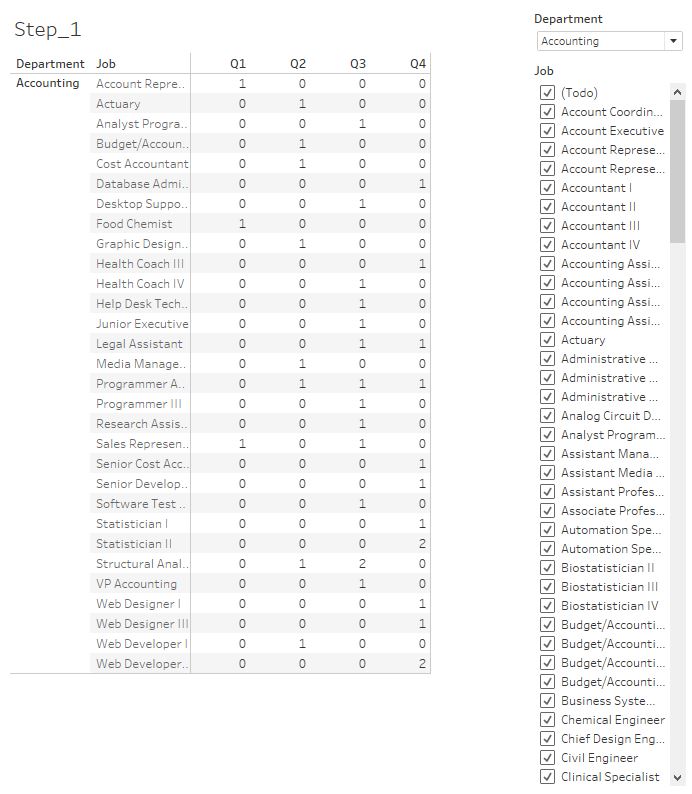 Step_1
Department Job Q1 Q2 Q3 Q4
Accounting Account Repre.. 1 0 0 0
Actuary 0 1 0 0
Analyst Progra.. 0 0 1 0
Budget/Accoun.. 0 1 0 0
Cost Accountant 0 1 0 0
Database Admi.. 0 0 0 1
Desktop Suppo.. 0 0 1 0
Food Chemist 1 0 0 0
Graphic Design.. 0 1 0 0
Health Coach III 0 0 0 1
Health Coach IV 0 0 1 0
Help Desk Tech.. 0 0 1 0
Junior Executive 0 0 1 0
Legal Assistant 0 0 1 1
Media Manage.. 0 1 0 0
Programmer A.. 0 1 1 1
Programmer III 0 0 1 0
Research Assis.. 0 0 1 0
Sales Represen.. 1 0 1 0
Senior Cost Acc.. 0 0 0 1
Senior Develop.. 0 0 0 1
Software Test .. 0 0 1 0
Statistician I 0 0 0 1
Statistician II 0 0 0 2
Structural Anal.. 0 1 2 0
VP Accounting 0 0 1 0
Web Designer I 0 0 0 1
Web Designer III 0 0 0 1
Web Developer I 0 1 0 0
Web Developer.. 0 0 0 2
Department
Accounting
Job
(Todo)
Account Coordin...
Account Executive
Account Represe...
Account Represe...
Accountant I
Accountant II
Accountant III
Accountant IV
Accounting Assi...
Accounting Assi...
Accounting Assi...
Accounting Assi...
Actuary
Administrative ...
Administrative ...
Administrative ...
Analog Circuit D...
Analyst Program...
Assistant Mana...
Assistant Media ...
Assistant Profes...
Associate Profes...
Automation Spe...
Automation Spe...
Biostatistician II
Biostatistician III
Biostatistician IV
Budget/Accounti...
Budget/Accounti...
Budget/Accounti...
Budget/Accounti...
Business Syste...
Chemical Engineer
Chief Design Eng...
Civil Engineer
Clinical Specialist